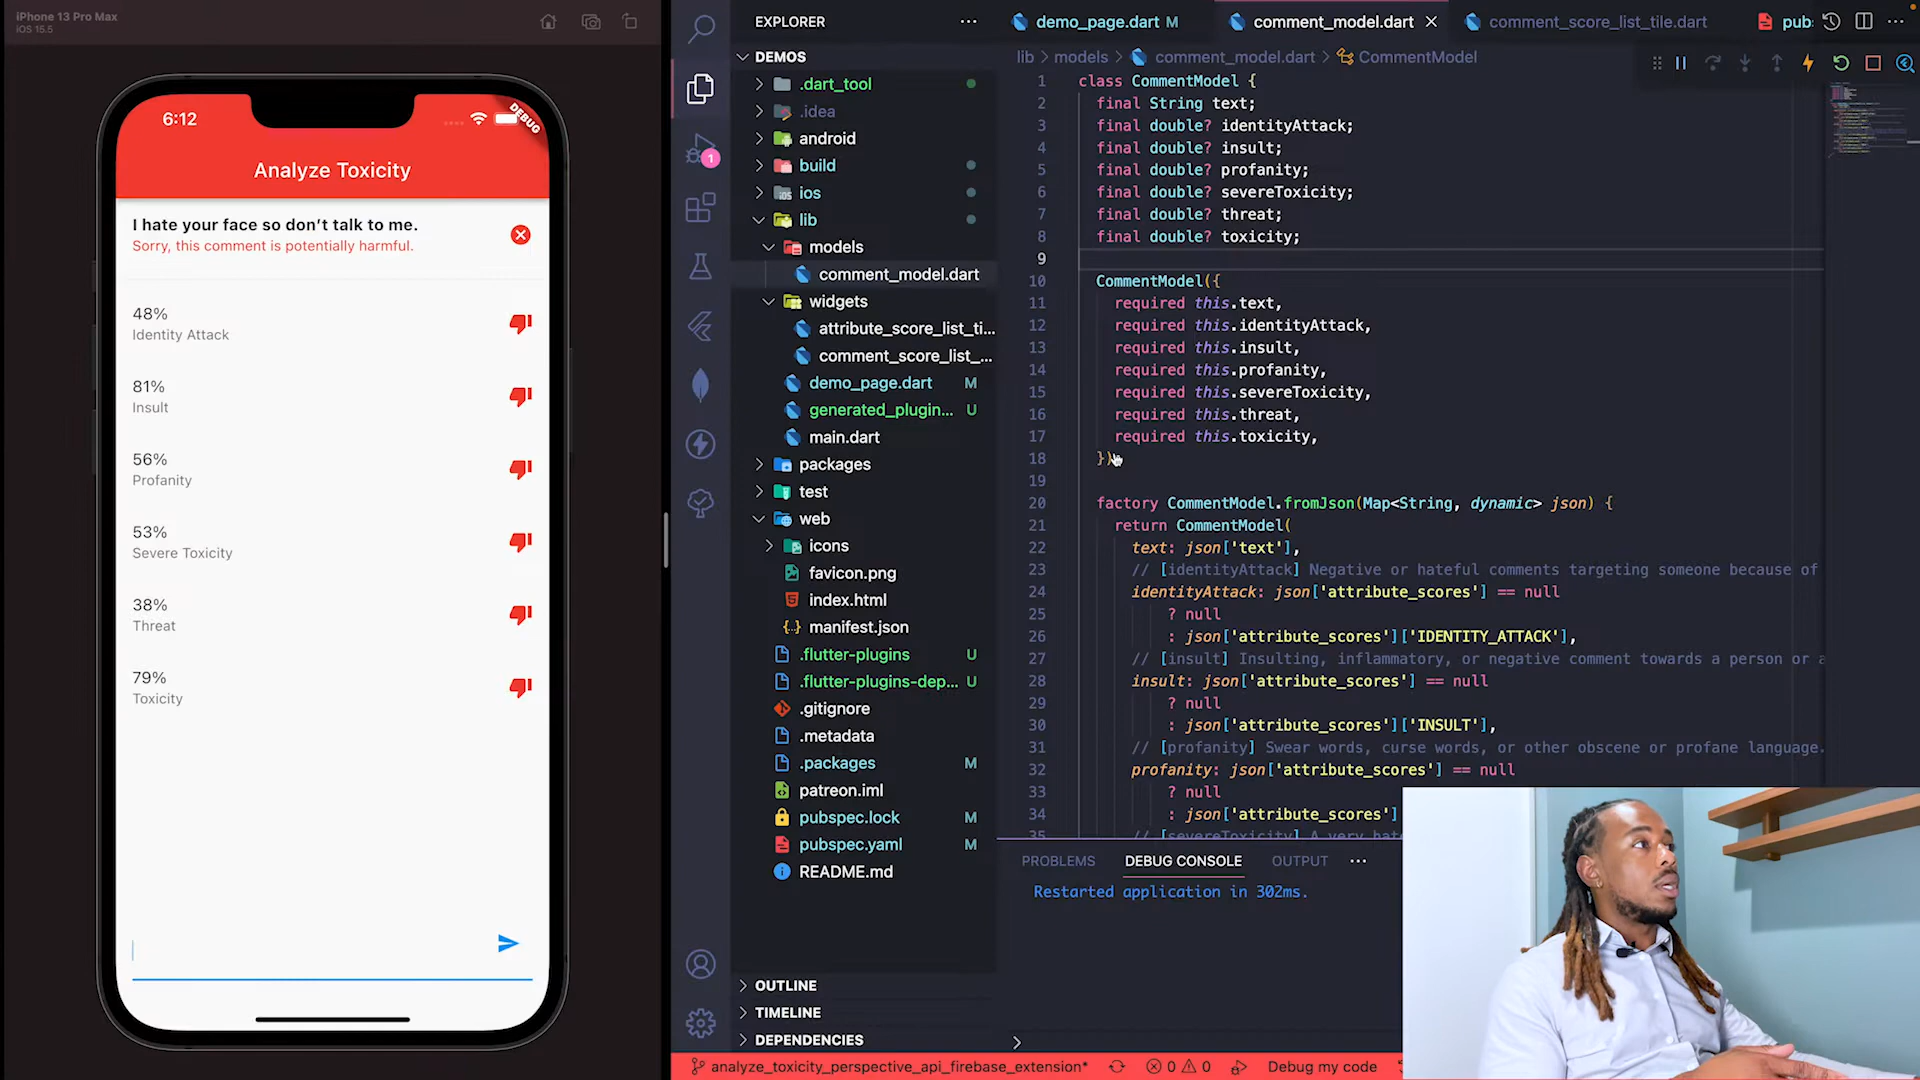 iPhone 13 Pro Max
iOS 15.5
6:12
DEBUG
Analyze Toxicity
I hate your face so don't talk to me.
Sorry, this comment is potentially harmful.
48%
Identity Attack
81%
Insult
56%
Profanity
53%
Severe Toxicity
38%
Threat
79%
Toxicity
1
EXPLORER
DEMOS
.dart_tool
.idea
android
build
ios
lib
models
comment_model.dart
widgets
attribute_score_list_ti...
comment_score_list_...
demo_page.dart M
generated_plugin... U
main.dart
packages
test
web
icons
favicon.png
index.html
manifest.json
.flutter-plugins U
.flutter-plugins-dep... U
.gitignore
.metadata
.packages M
patreon.iml
pubspec.lock M
pubspec.yaml M
README.md
OUTLINE
TIMELINE
DEPENDENCIES
demo_page.dart M
comment_model.dart
comment_score_list_tile.dart
pubs
lib > models > comment_model.dart > CommentModel
1 class CommentModel {
2 final String text;
3 final double? identityAttack;
4 final double? insult;
5 final double? profanity;
6 final double? severeToxicity;
7 final double? threat;
8 final double? toxicity;
9
10 CommentModel({
11 required this.text,
12 required this.identityAttack,
13 required this.insult,
14 required this.profanity,
15 required this.severeToxicity,
16 required this.threat,
17 required this.toxicity,
18 })
19
20 factory CommentModel.fromJson(Map<String, dynamic> json) {
21 return CommentModel(
22 text: json['text'],
23 // [identityAttack] Negative or hateful comments targeting someone because of
24 identityAttack: json['attribute_scores'] == null
25 ? null
26 : json['attribute_scores']['IDENTITY_ATTACK'],
27 // [insult] Insulting, inflammatory, or negative comment towards a person or a
28 insult: json['attribute_scores'] == null
29 ? null
30 : json['attribute_scores']['INSULT'],
31 // [profanity] Swear words, curse words, or other obscene or profane language.
32 profanity: json['attribute_scores'] == null
33 ? null
34 : json['attribute_scores']
35 // [severeToxicity] A very hate
PROBLEMS DEBUG CONSOLE OUTPUT
Restarted application in 302ms.
analyze_toxicity_perspective_api_firebase_extension* 0 0 Debug my code